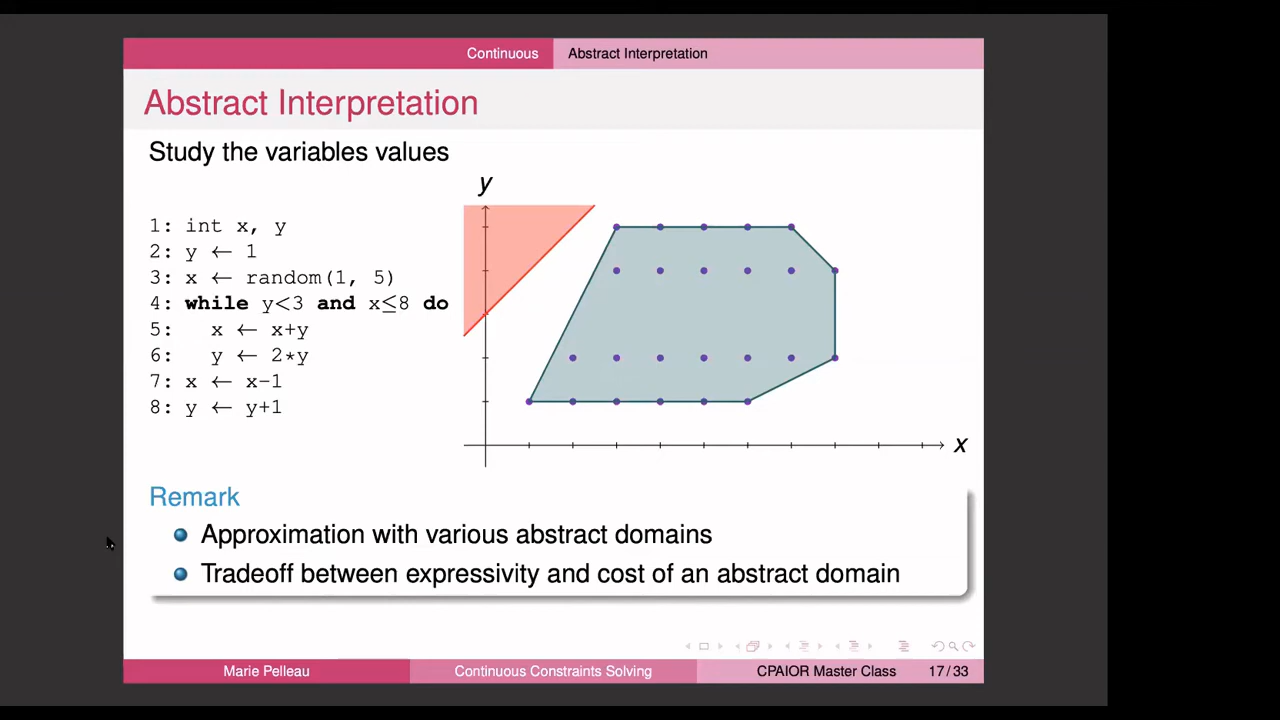 Continuous Abstract Interpretation
Abstract Interpretation
Study the variables values
1: int x, y
2: y ← 1
3: x ← random(1, 5)
4: while y<3 and x≤8 do
5: x ← x+y
6: y ← 2*y
7: x ← x-1
8: y ← y+1
y
x
Remark
Approximation with various abstract domains
Tradeoff between expressivity and cost of an abstract domain
Marie Pelleau Continuous Constraints Solving CPAIOR Master Class 17 / 33